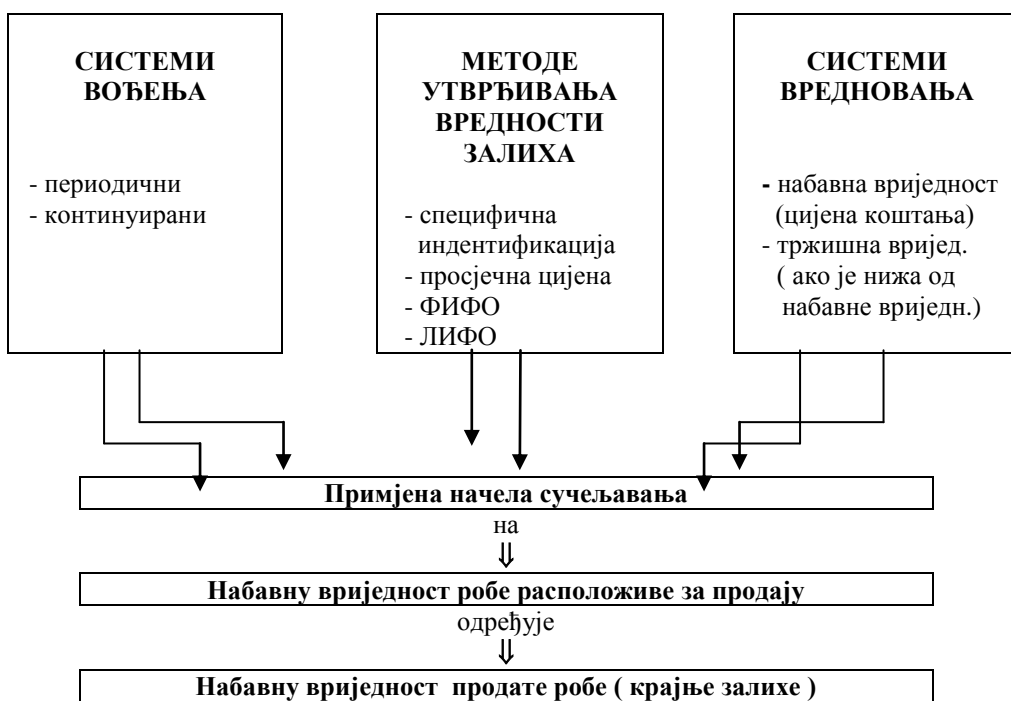 СИСТЕМИ
ВОЂЕЊА
- периодични
- континуирани
МЕТОДЕ
УТВРЂИВАЊА
ВРЕДНОСТИ
ЗАЛИХА
- специфична
индентификација
- просјечна цијена
- ФИФО
- ЛИФО
СИСТЕМИ
ВРЕДНОВАЊА
- набавна вриједност
(цијена коштања)
- тржишна вријед.
( ако је нижа од
набавне вриједн.)
Примјена начела сучељавања
на
Набавну вриједност робе расположиве за продају
одређује
Набавну вриједност продате робе ( крајње залихе )